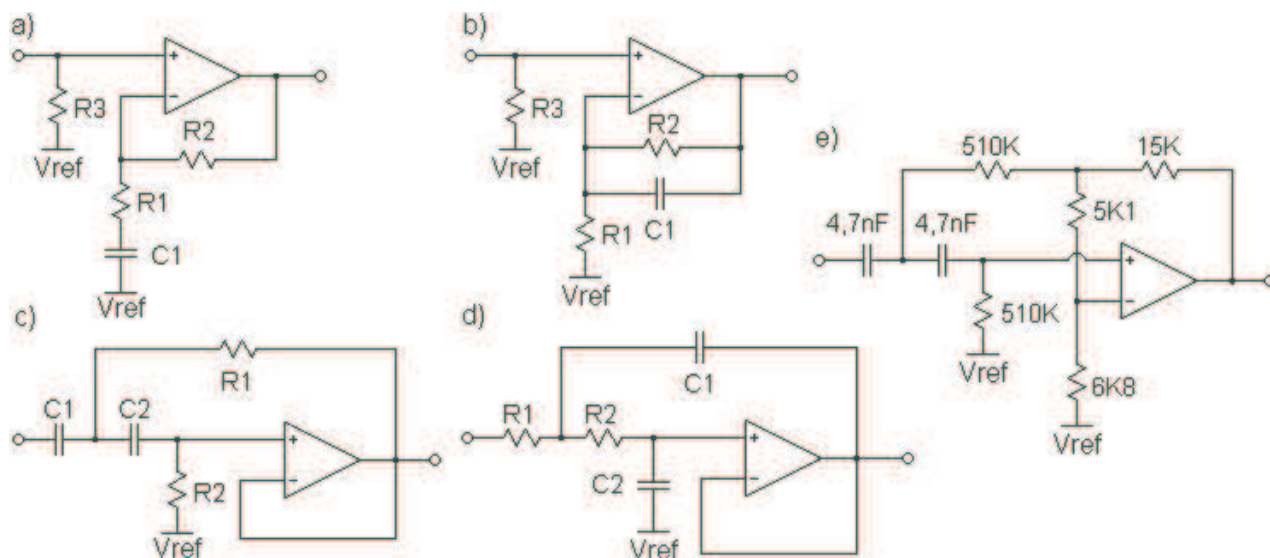 a)
R3
Vref
R2
R1
C1
Vref
b)
R3
Vref
R2
C1
R1
Vref
c)
R1
C1 C2
R2
Vref
d)
C1
R1 R2
C2
Vref
e)
510K 15K
5K1
4,7nF 4,7nF
510K
Vref
6K8
Vref